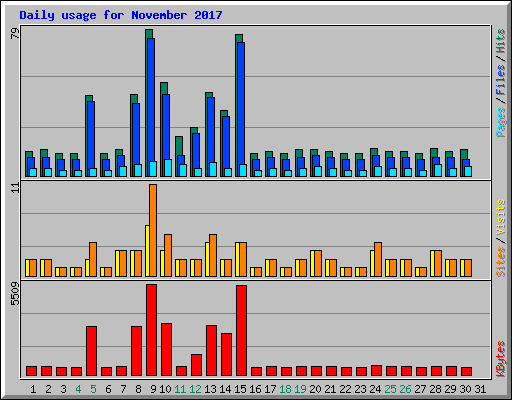 Daily usage for November 2017
79
Pages / Files / Hits
11
Sites / Visits
5509
KBytes
1 2 3 4 5 6 7 8 9 10 11 12 13 14 15 16 17 18 19 20 21 22 23 24 25 26 27 28 29 30 31